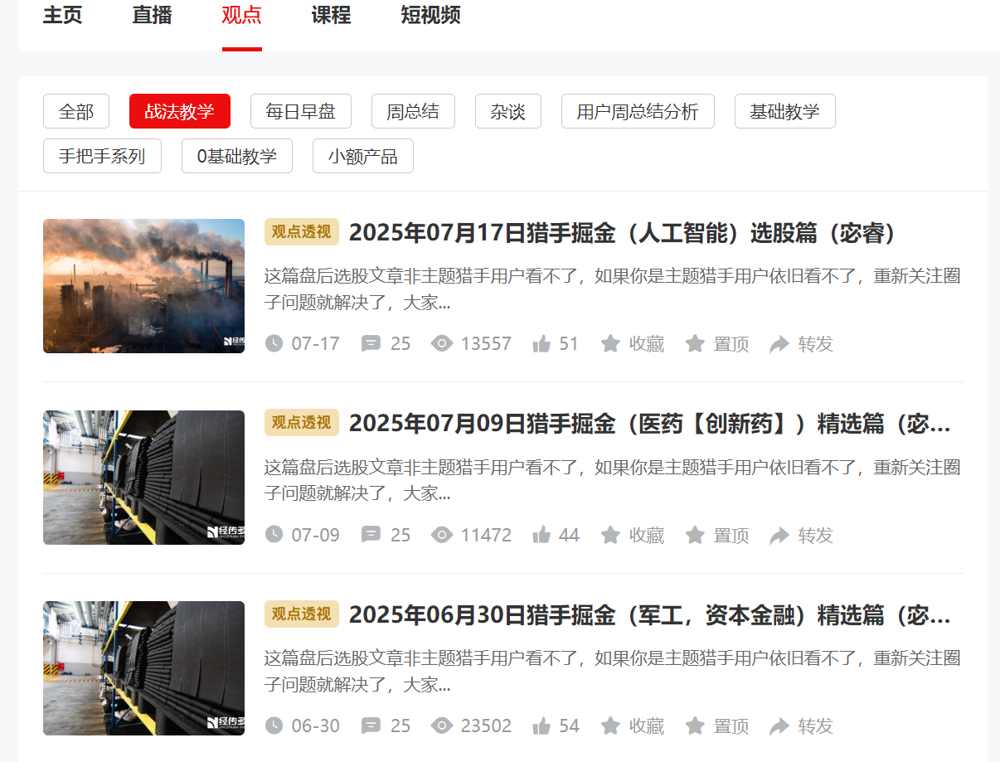 主页 直播 观点 课程 短视频
全部 战法教学 每日早盘 周总结 杂谈 用户周总结分析 基础教学
手把手系列 0基础教学 小额产品
观点透视 2025年07月17日猎手掘金（人工智能）选股篇（宓睿）
这篇盘后选股文章非主题猎手用户看不了，如果你是主题猎手用户依旧看不了，重新关注圈
子问题就解决了，大家...
经传
07-17 25 13557 51 收藏 置顶 转发
观点透视 2025年07月09日猎手掘金（医药【创新药】）精选篇（宓...
这篇盘后选股文章非主题猎手用户看不了，如果你是主题猎手用户依旧看不了，重新关注圈
子问题就解决了，大家...
经传多
07-09 25 11472 44 收藏 置顶 转发
观点透视 2025年06月30日猎手掘金（军工，资本金融）精选篇（宓...
这篇盘后选股文章非主题猎手用户看不了，如果你是主题猎手用户依旧看不了，重新关注圈
子问题就解决了，大家...
经传多
06-30 25 23502 54 收藏 置顶 转发